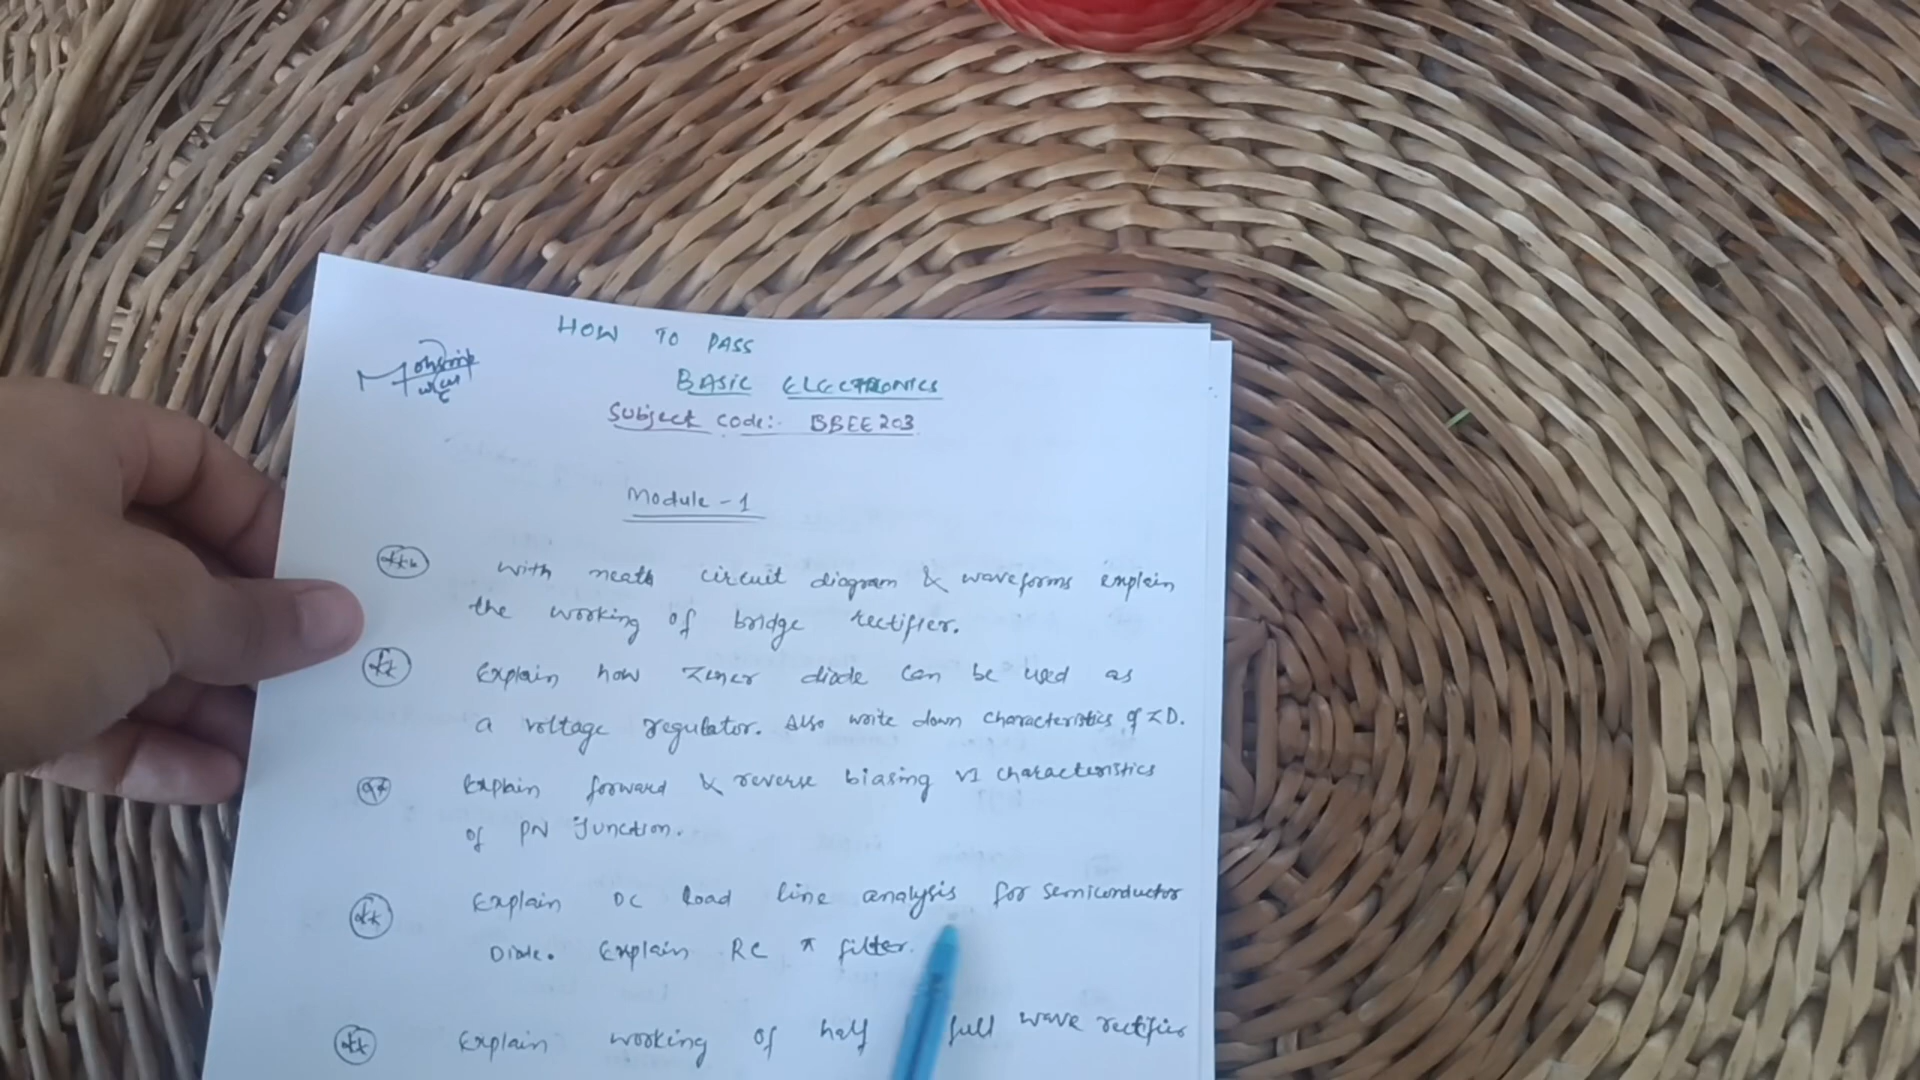 HOW TO PASS
BASIC ELECTRONICS
Subject Code:- BBEE203
Module - 1
with neat circuit diagram & waveforms explain
the working of bridge rectifier.
Explain how zener diode can be used as
a voltage regulator. Also write down characteristics of ZD.
Explain forward & reverse biasing VI characteristics
of PN Junction.
Explain DC load line analysis for semiconductor
Diode. Explain RC π filter.
Explain working of half full wave rectifier